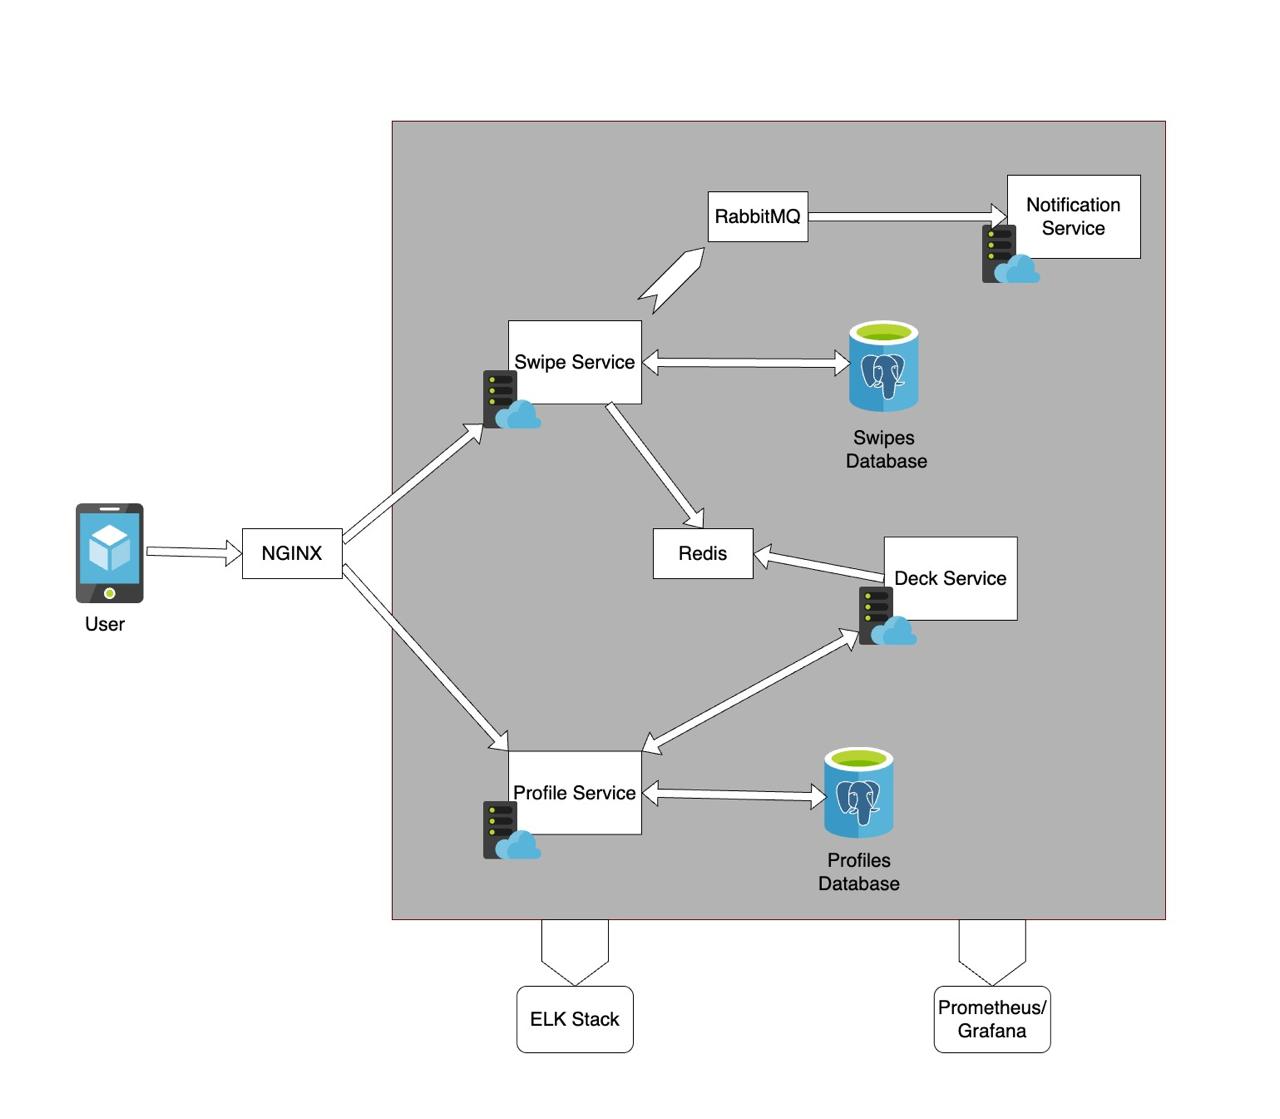 RabbitMQ
Notification
Service
Swipe Service
Swipes
Database
NGINX
Redis
Deck Service
User
Profile Service
Profiles
Database
ELK Stack
Prometheus/
Grafana